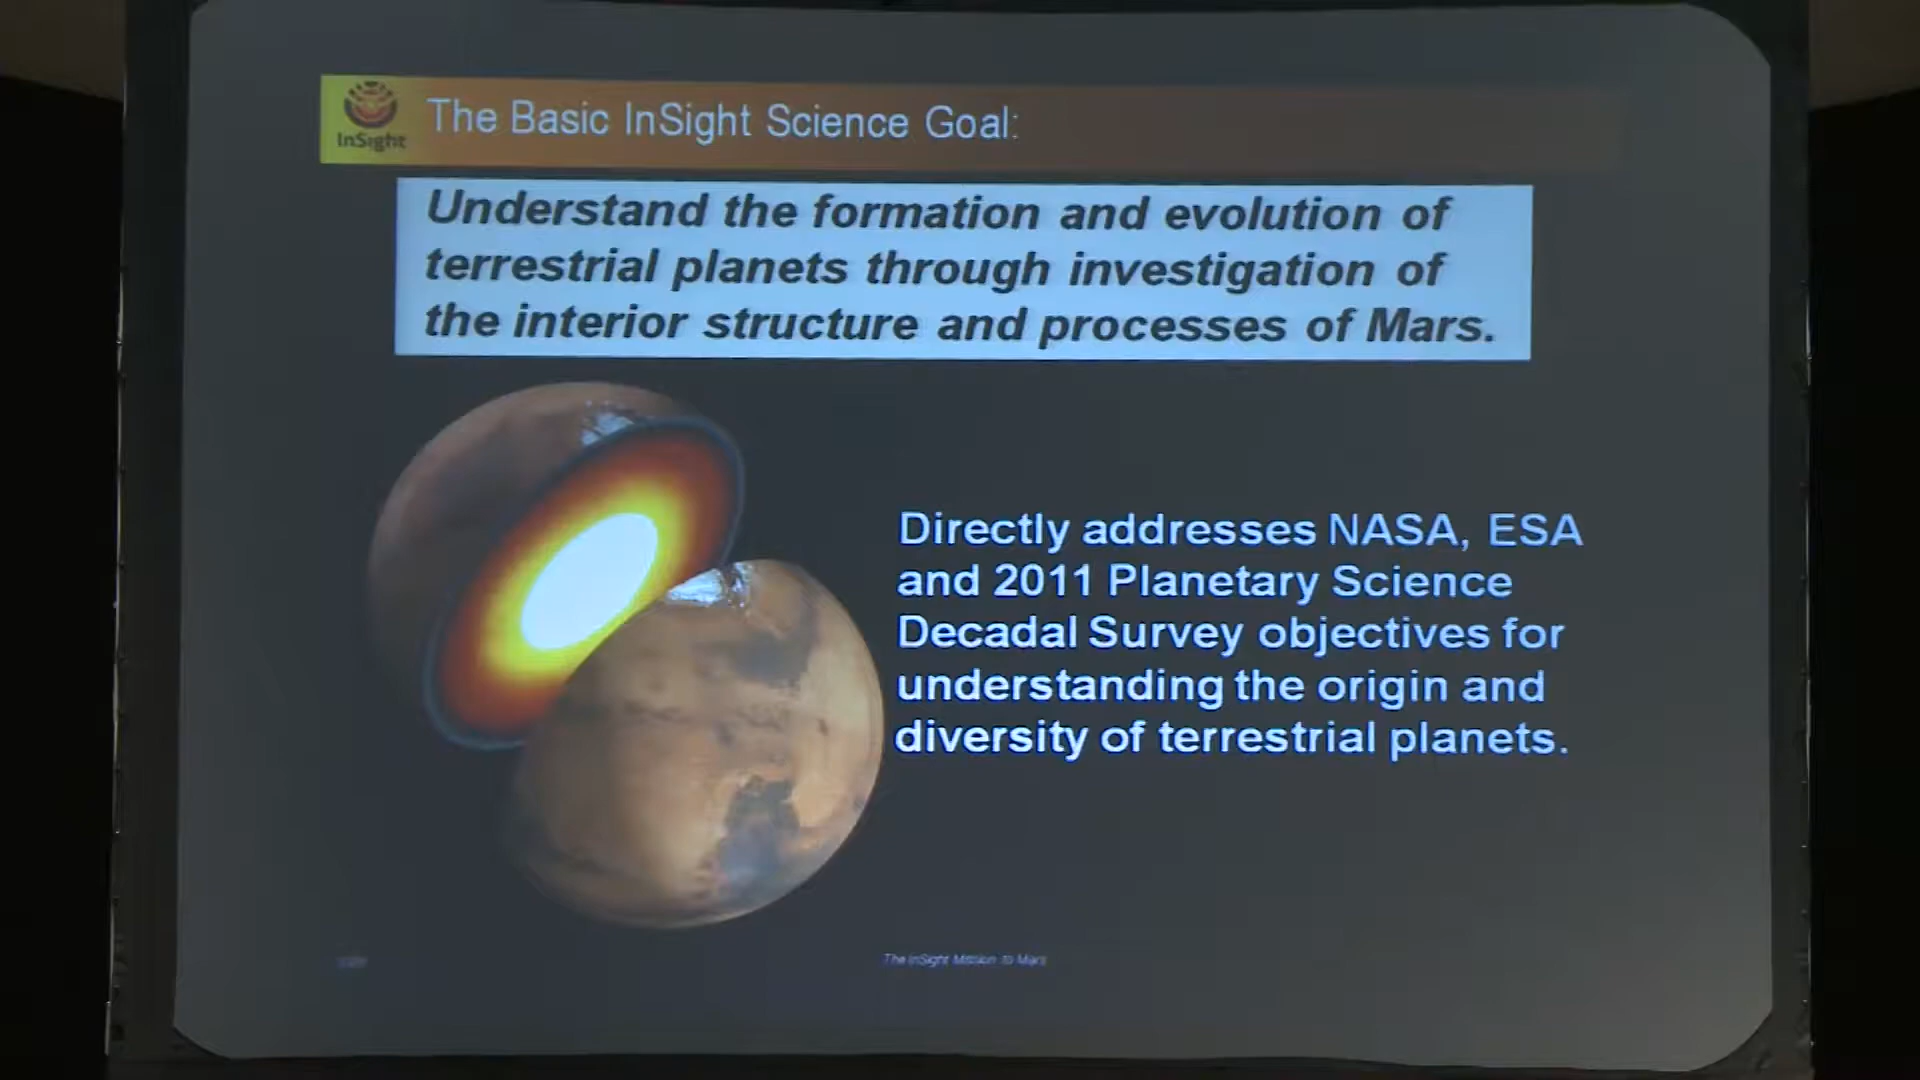 InSight
The Basic InSight Science Goal:
Understand the formation and evolution of
terrestrial planets through investigation of
the interior structure and processes of Mars.
Directly addresses NASA, ESA
and 2011 Planetary Science
Decadal Survey objectives for
understanding the origin and
diversity of terrestrial planets.
The InSight Mission to Mars